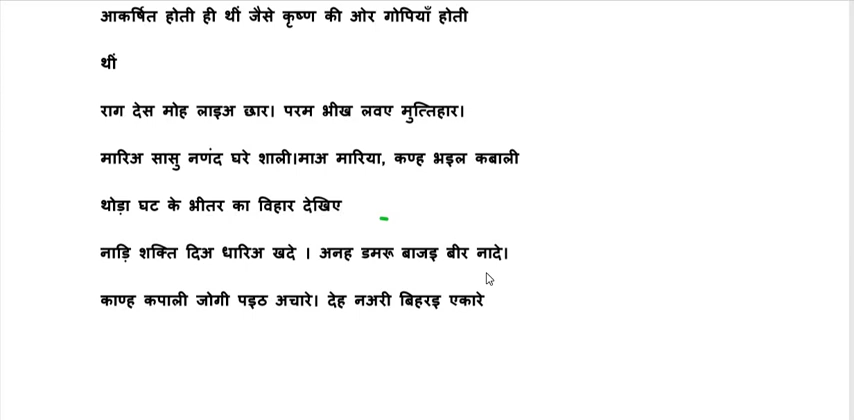 आकर्षित होती ही थीं जैसे कृष्ण की ओर गोपियाँ होती
थीं
राग देस मोह लाइअ छार। परम भीख लवए मुत्तिहार।
मारिअ सासु नणंद घरे शाली।माअ मारिया, कण्ह भइल कबाली
थोड़ा घट के भीतर का विहार देखिए
नाड़ि शक्ति दिअ धारिअ खदे । अनह डमरू बाजइ बीर नादे।
काण्ह कपाली जोगी पइठ अचारे। देह नअरी बिहरइ एकारे